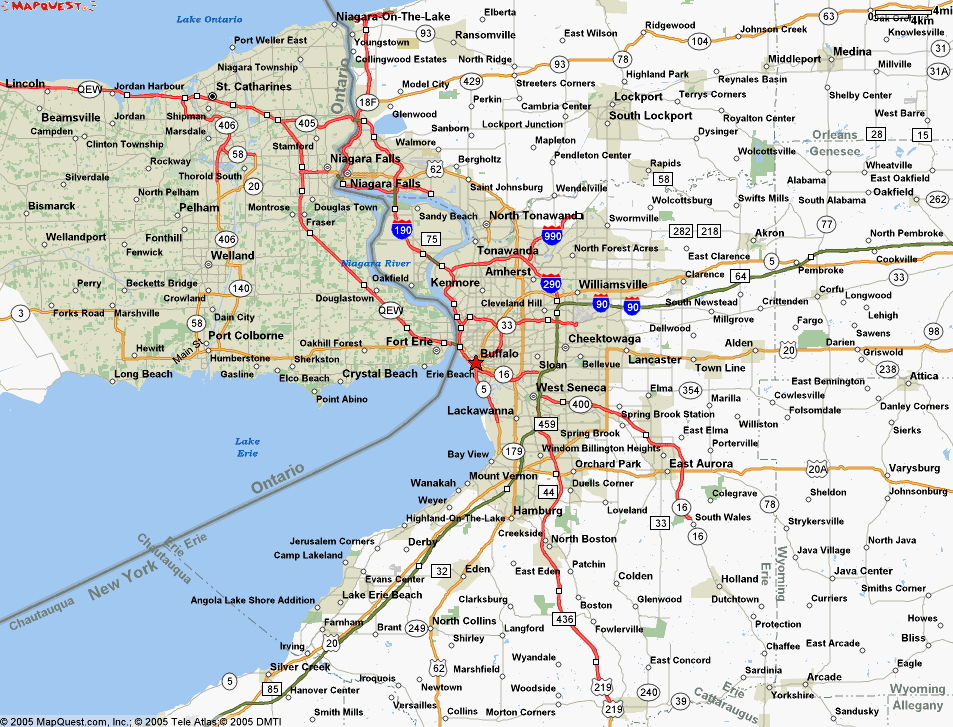 MAPQUEST
Lake Ontario
Niagara-On-The-Lake
Elberta
Ridgewood
63
Oak Orc
0
4mi
4km
Knowlesville
Youngstown
93
Ransomville
East Wilson
104
Johnson Creek
Port Weller East
Collingwood Estates
North Ridge
78
Middleport
Medina
31
Niagara Township
93
Streeters Corners
Highland Park
Reynales Basin
Millville
31A
Lincoln
QEW
Jordan Harbour
St. Catharines
Ontario
Model City
429
Perkin
Cambria Center
Lockport
Terrys Corners
Shelby Center
18F
Beamsville
Jordan
Shipman
405
Glenwood
Lockport Junction
South Lockport
Royalton Center
West Barre
Campden
Marsdale
406
Sanborn
Dysinger
Orleans
28
15
Clinton Township
Stamford
Walmore
Mapleton
Wolcottsville
Genesee
Rockway
58
Niagara Falls
Bergholtz
Pendleton Center
Rapids
Wheatville
Silverdale
Thorold South
62
58
Alabama
East Oakfield
20
Niagara Falls
Saint Johnsburg
Wendelville
Oakfield
North Pelham
Wolcottsburg
Swifts Mills
South Alabama
262
Bismarck
Pelham
Montrose
Douglas Town
Sandy Beach
North Tonawanda
Swormville
77
Fraser
190
990
282
218
Akron
North Pembroke
Wellandport
Fonthill
406
75
Tonawanda
North Forest Acres
Fenwick
Welland
Niagara River
Amherst
East Clarence
5
Cookville
Oakfield
Clarence
64
Pembroke
33
Perry
Becketts Bridge
140
Kenmore
290
Williamsville
Corfu
Crowland
Douglastown
Cleveland Hill
90
90
South Newstead
Crittenden
Longwood
3
Forks Road
Marshville
58
Dain City
QEW
33
Millgrove
Lehigh
Dellwood
Fargo
Port Colborne
Cheektowaga
Sawens
98
Hewitt
Main St
Oakhill Forest
Fort Erie
Alden
20
Darien
Griswold
Humberstone
Sherkston
Buffalo
Sloan
Bellevue
Lancaster
Town Line
238
Long Beach
Gasline
Crystal Beach
Erie Beach
16
East Bennington
Attica
Elco Beach
5
West Seneca
Elma
354
Cowlesville
Point Abino
400
Marilla
Folsomdale
Danley Corners
Lackawanna
Spring Brook Station
Williston
459
East Elma
Sierks
Lake
Erie
Spring Brook
Porterville
179
Windom
Billington Heights
Bay View
Orchard Park
East Aurora
20A
Varysburg
Ontario
Mount Vernon
Wanakah
44
Duells Corner
Colegrave
Sheldon
Johnsonburg
Weyer
Loveland
16
78
Hamburg
33
South Wales
Strykersville
Highland-On-The-Lake
Creekside
16
Erie
Erie
Chautauqua
Jerusalem Corners
Derby
North Boston
Java Village
North Java
Camp Lakeland
Wyoming
Erie
New York
Evans Center
32
Eden
East Eden
Patchin
Colden
Holland
Java Center
Chautauqua
Angola Lake Shore Addition
Lake Erie Beach
Clarksburg
Boston
Glenwood
Dutchtown
Curriers
Smiths Corner
436
Farnham
Brant
249
North Collins
Langford
Fowlerville
Protection
Howes
20
Shirley
East Arcade
Bliss
Irving
Wyandale
East Concord
Chaffee
Silver Creek
62
Marshfield
Sardinia
Eagle
5
85
Hanover Center
Iroquois
Newtown
Woodside
219
240
Erie
Cattaraugus
Arcade
Wyoming
Allegany
Versailles
39
Yorkshire
Smith Mills
Collins
Morton Corners
219
Sandusky
© 2005 MapQuest.com, Inc.; © 2005 Tele Atlas;© 2005 DMTI